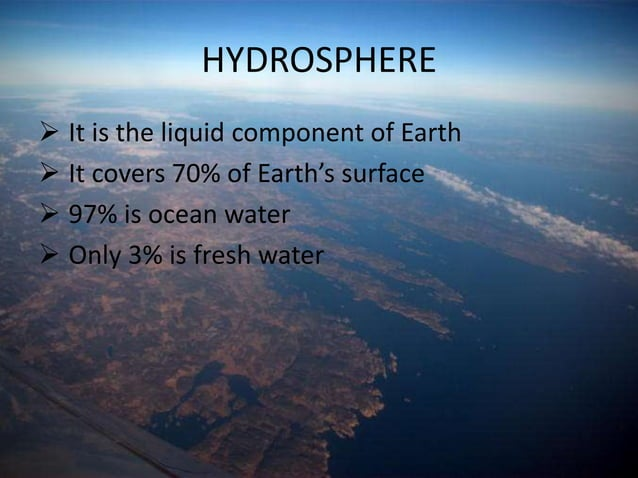 HYDROSPHERE
➢ It is the liquid component of Earth
➢ It covers 70% of Earth’s surface
➢ 97% is ocean water
➢ Only 3% is fresh water